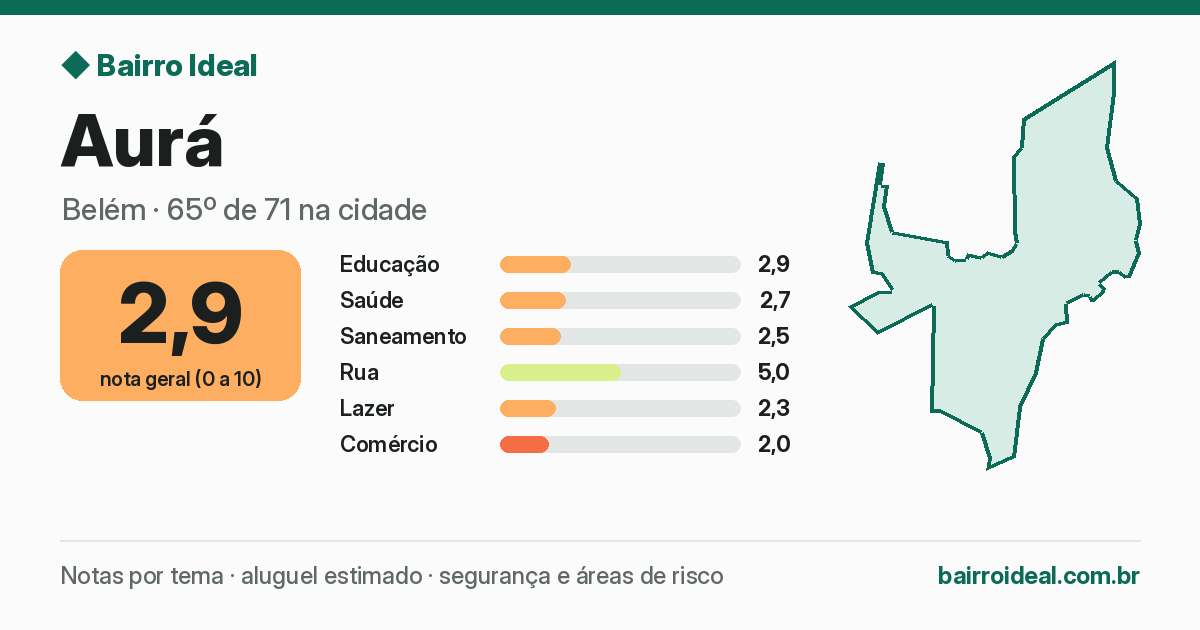 Bairro Ideal
Aurá
Belém · 65º de 71 na cidade
2,9
nota geral (0 a 10)
Educação 2,9
Saúde 2,7
Saneamento 2,5
Rua 5,0
Lazer 2,3
Comércio 2,0
Notas por tema · aluguel estimado · segurança e áreas de risco
bairroideal.com.br